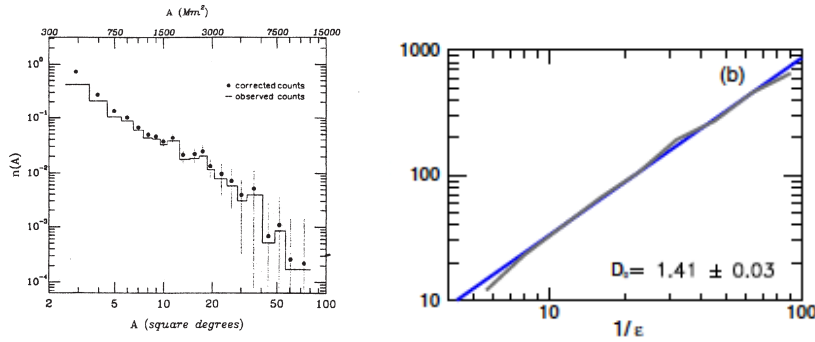 A (Mm²)
300 750 1500 3000 7500 15000
10⁰
10⁻¹
10⁻²
10⁻³
10⁻⁴
n(A)
• corrected counts
— observed counts
2 5 10 20 50 100
A (square degrees)
1000
100
10
(b)
D₀= 1.41 ± 0.03
10 100
1/ε